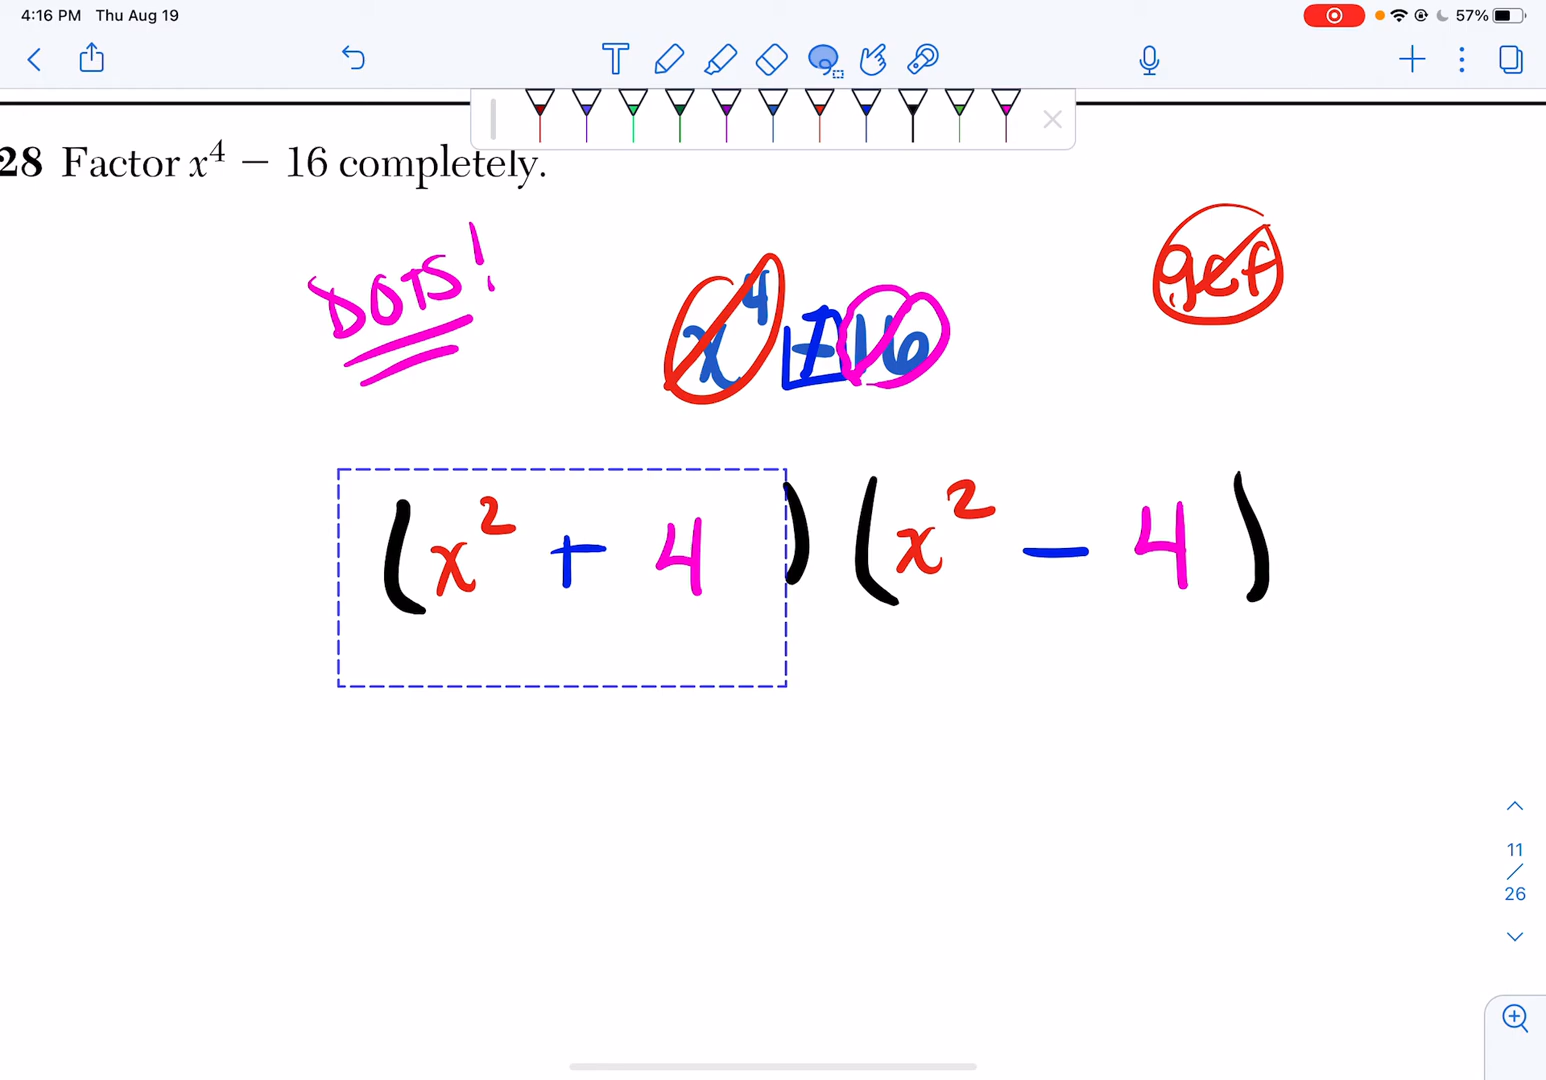 4:16 PM Thu Aug 19
57%
28 Factor x⁴ − 16 completely.
DOTS!
gcf
x⁴ − 16
(x² + 4)(x² − 4)
11
/
26